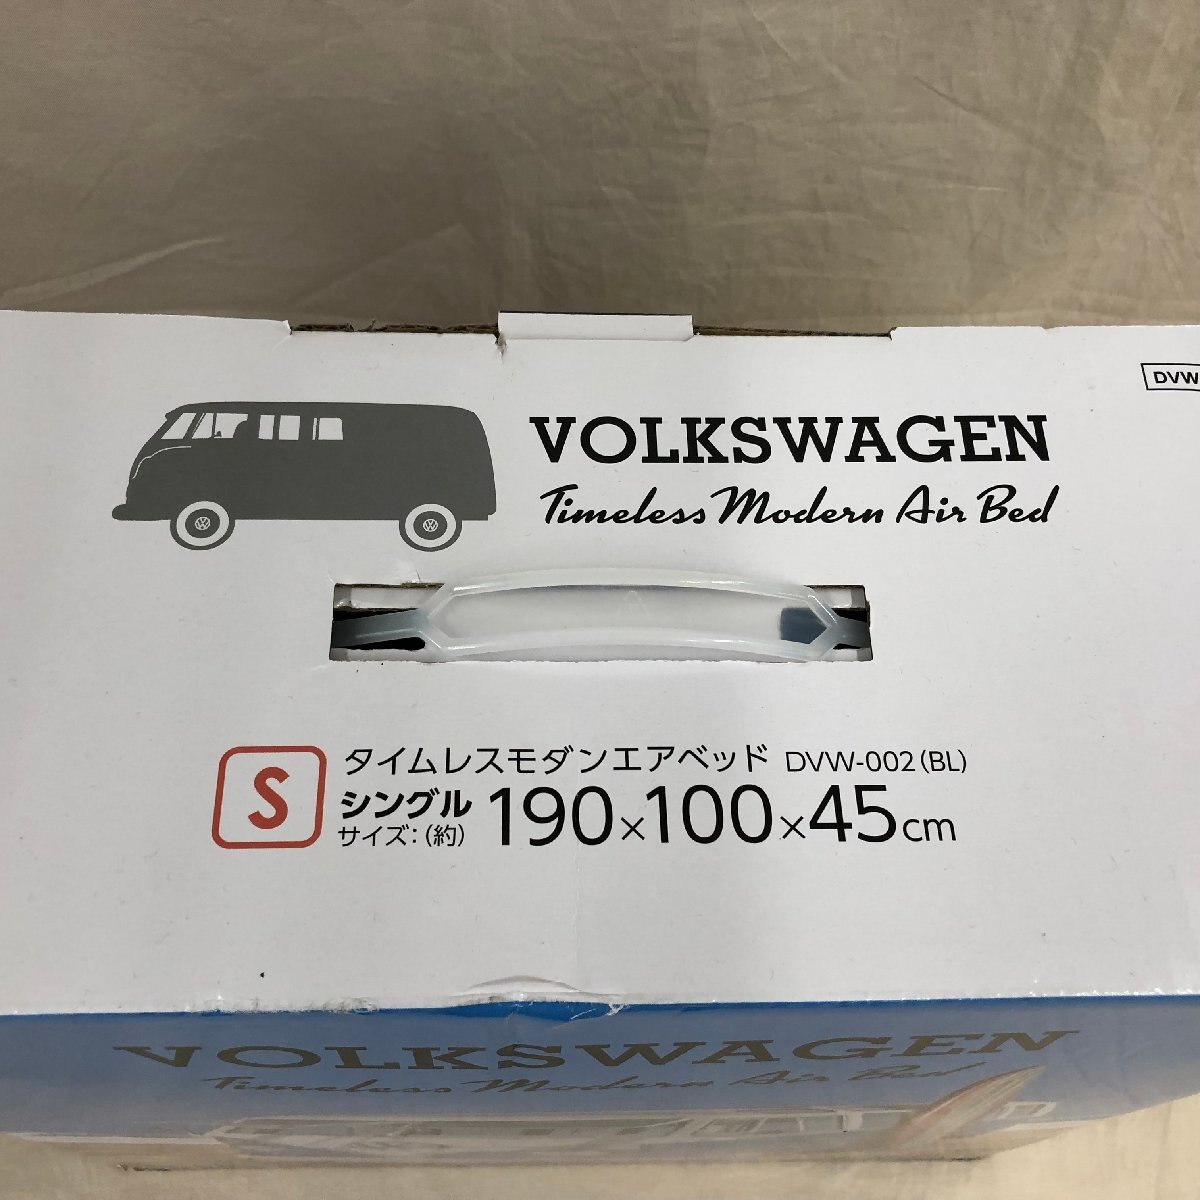 DVW
VOLKSWAGEN
Timeless Modern Air Bed
S
タイムレスモダンエアベッド DVW-002(BL)
シングル
サイズ:(約) 190×100×45cm
VOLKSWAGEN
Timeless Modern Air Bed